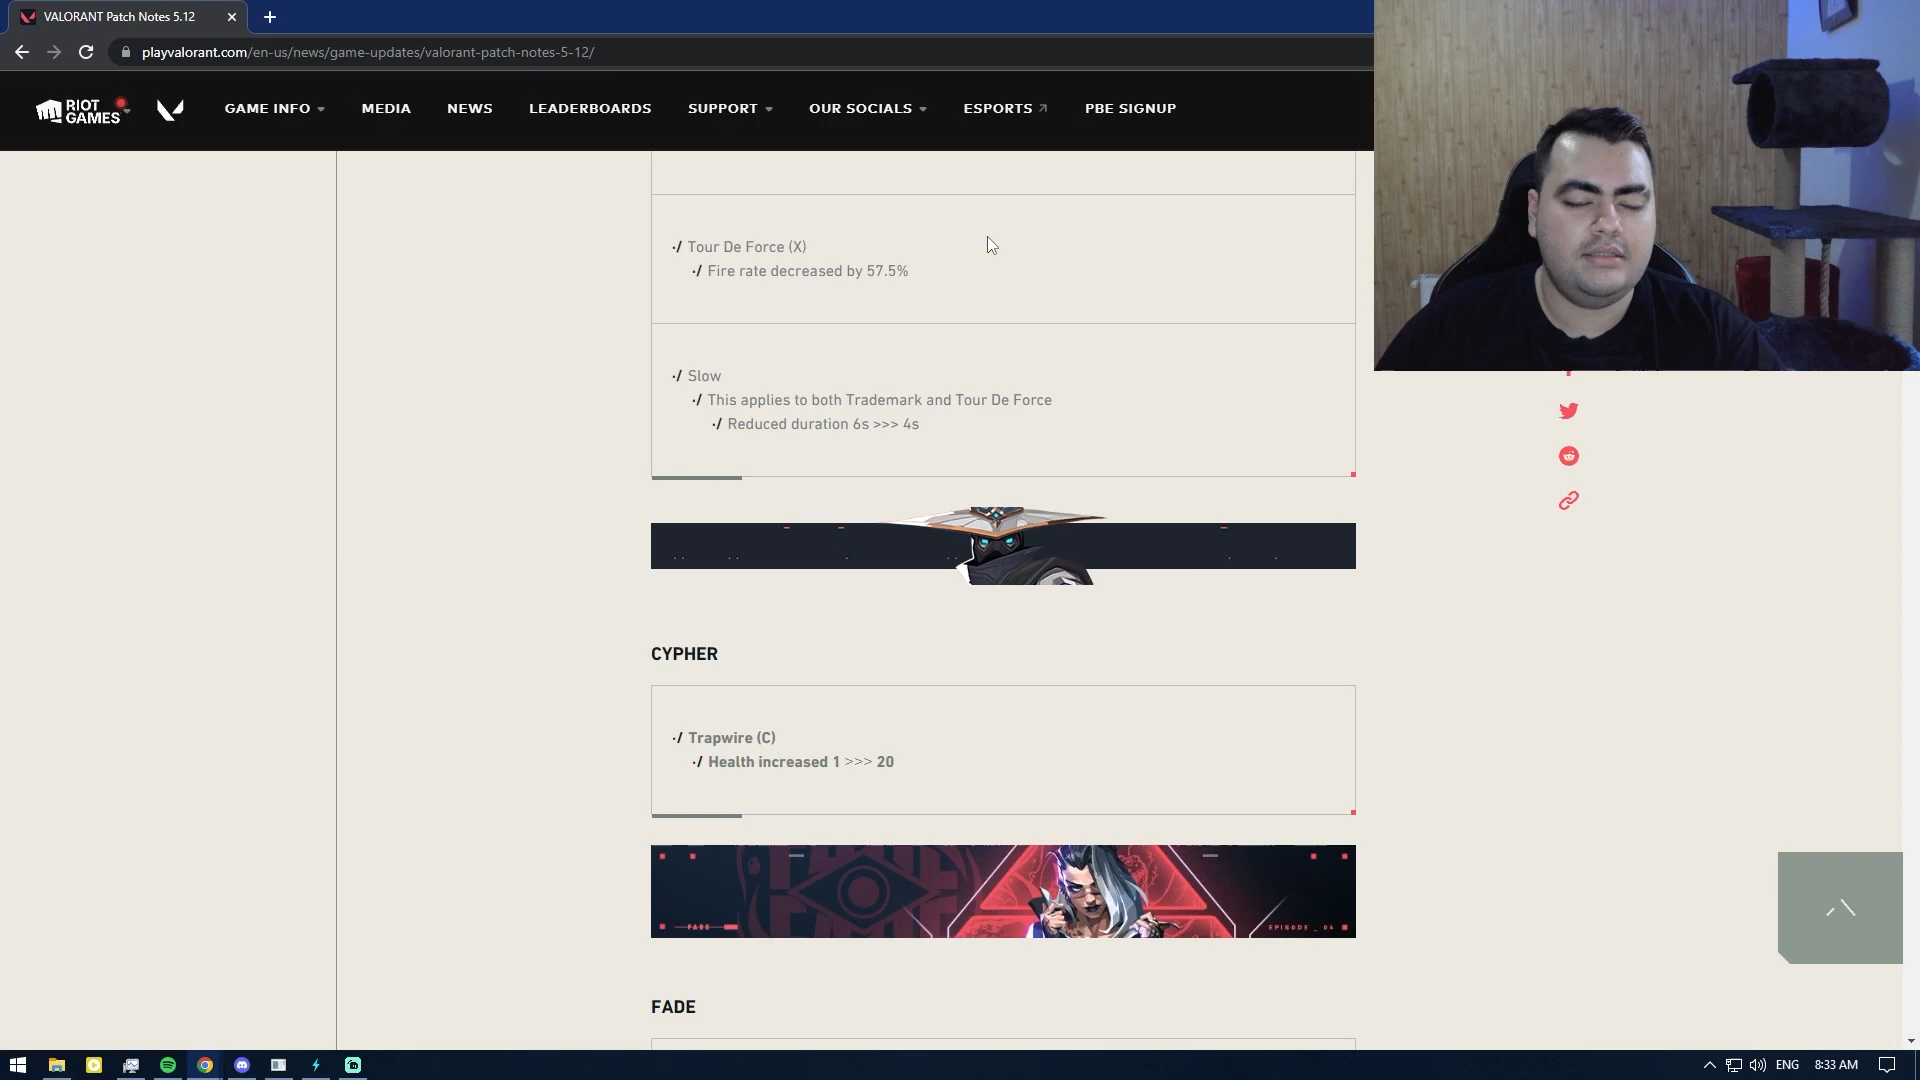 VALORANT Patch Notes 5.12
playvalorant.com/en-us/news/game-updates/valorant-patch-notes-5-12/
RIOT GAMES
GAME INFO
MEDIA
NEWS
LEADERBOARDS
SUPPORT
OUR SOCIALS
ESPORTS
PBE SIGNUP
Tour De Force (X)
Fire rate decreased by 57.5%
Slow
This applies to both Trademark and Tour De Force
Reduced duration 6s >>> 4s
CYPHER
Trapwire (C)
Health increased 1 >>> 20
FADE
EPISODE _ 04
FADE
ENG
8:33 AM